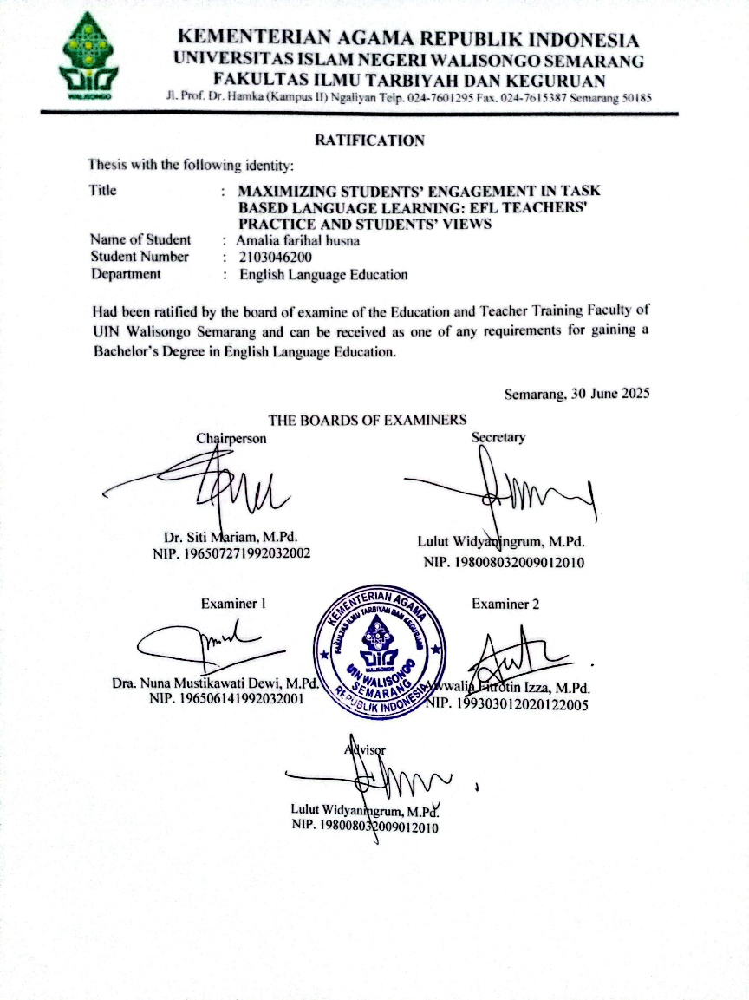 WALISONGO
KEMENTERIAN AGAMA REPUBLIK INDONESIA
UNIVERSITAS ISLAM NEGERI WALISONGO SEMARANG
FAKULTAS ILMU TARBIYAH DAN KEGURUAN
Jl. Prof. Dr. Hamka (Kampus II) Ngaliyan Telp. 024-7601295 Fax. 024-7615387 Semarang 50185
RATIFICATION
Thesis with the following identity:
Title : MAXIMIZING STUDENTS' ENGAGEMENT IN TASK
BASED LANGUAGE LEARNING: EFL TEACHERS'
PRACTICE AND STUDENTS' VIEWS
Name of Student : Amalia farihal husna
Student Number : 2103046200
Department : English Language Education
Had been ratified by the board of examine of the Education and Teacher Training Faculty of
UIN Walisongo Semarang and can be received as one of any requirements for gaining a
Bachelor's Degree in English Language Education.
Semarang, 30 June 2025
THE BOARDS OF EXAMINERS
Chairperson Secretary
Dr. Siti Mariam, M.Pd. Lulut Widyaningrum, M.Pd.
NIP. 196507271992032002 NIP. 198008032009012010
Examiner 1 Examiner 2
KEMENTERIAN AGAMA
FAKULTAS ILMU TARBIYAH DAN KEGURUAN
WALISONGO
UIN WALISONGO
SEMARANG
REPUBLIK INDONESIA
Dra. Nuna Mustikawati Dewi, M.Pd. Awwalia Fitrotin Izza, M.Pd.
NIP. 196506141992032001 NIP. 199303012020122005
Advisor
Lulut Widyaningrum, M.Pd.
NIP. 198008032009012010